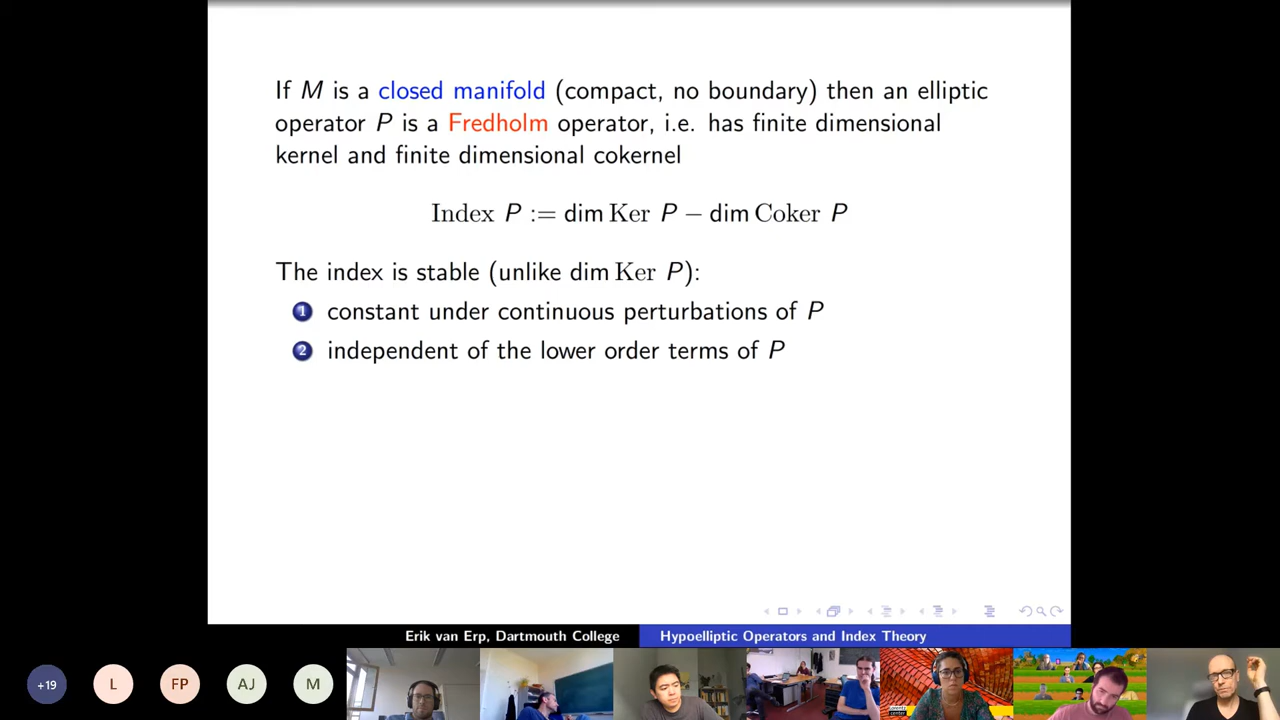 If M is a closed manifold (compact, no boundary) then an elliptic
operator P is a Fredholm operator, i.e. has finite dimensional
kernel and finite dimensional cokernel
Index P := dim Ker P − dim Coker P
The index is stable (unlike dim Ker P):
1 constant under continuous perturbations of P
2 independent of the lower order terms of P
Erik van Erp, Dartmouth College Hypoelliptic Operators and Index Theory
+19 L FP AJ M